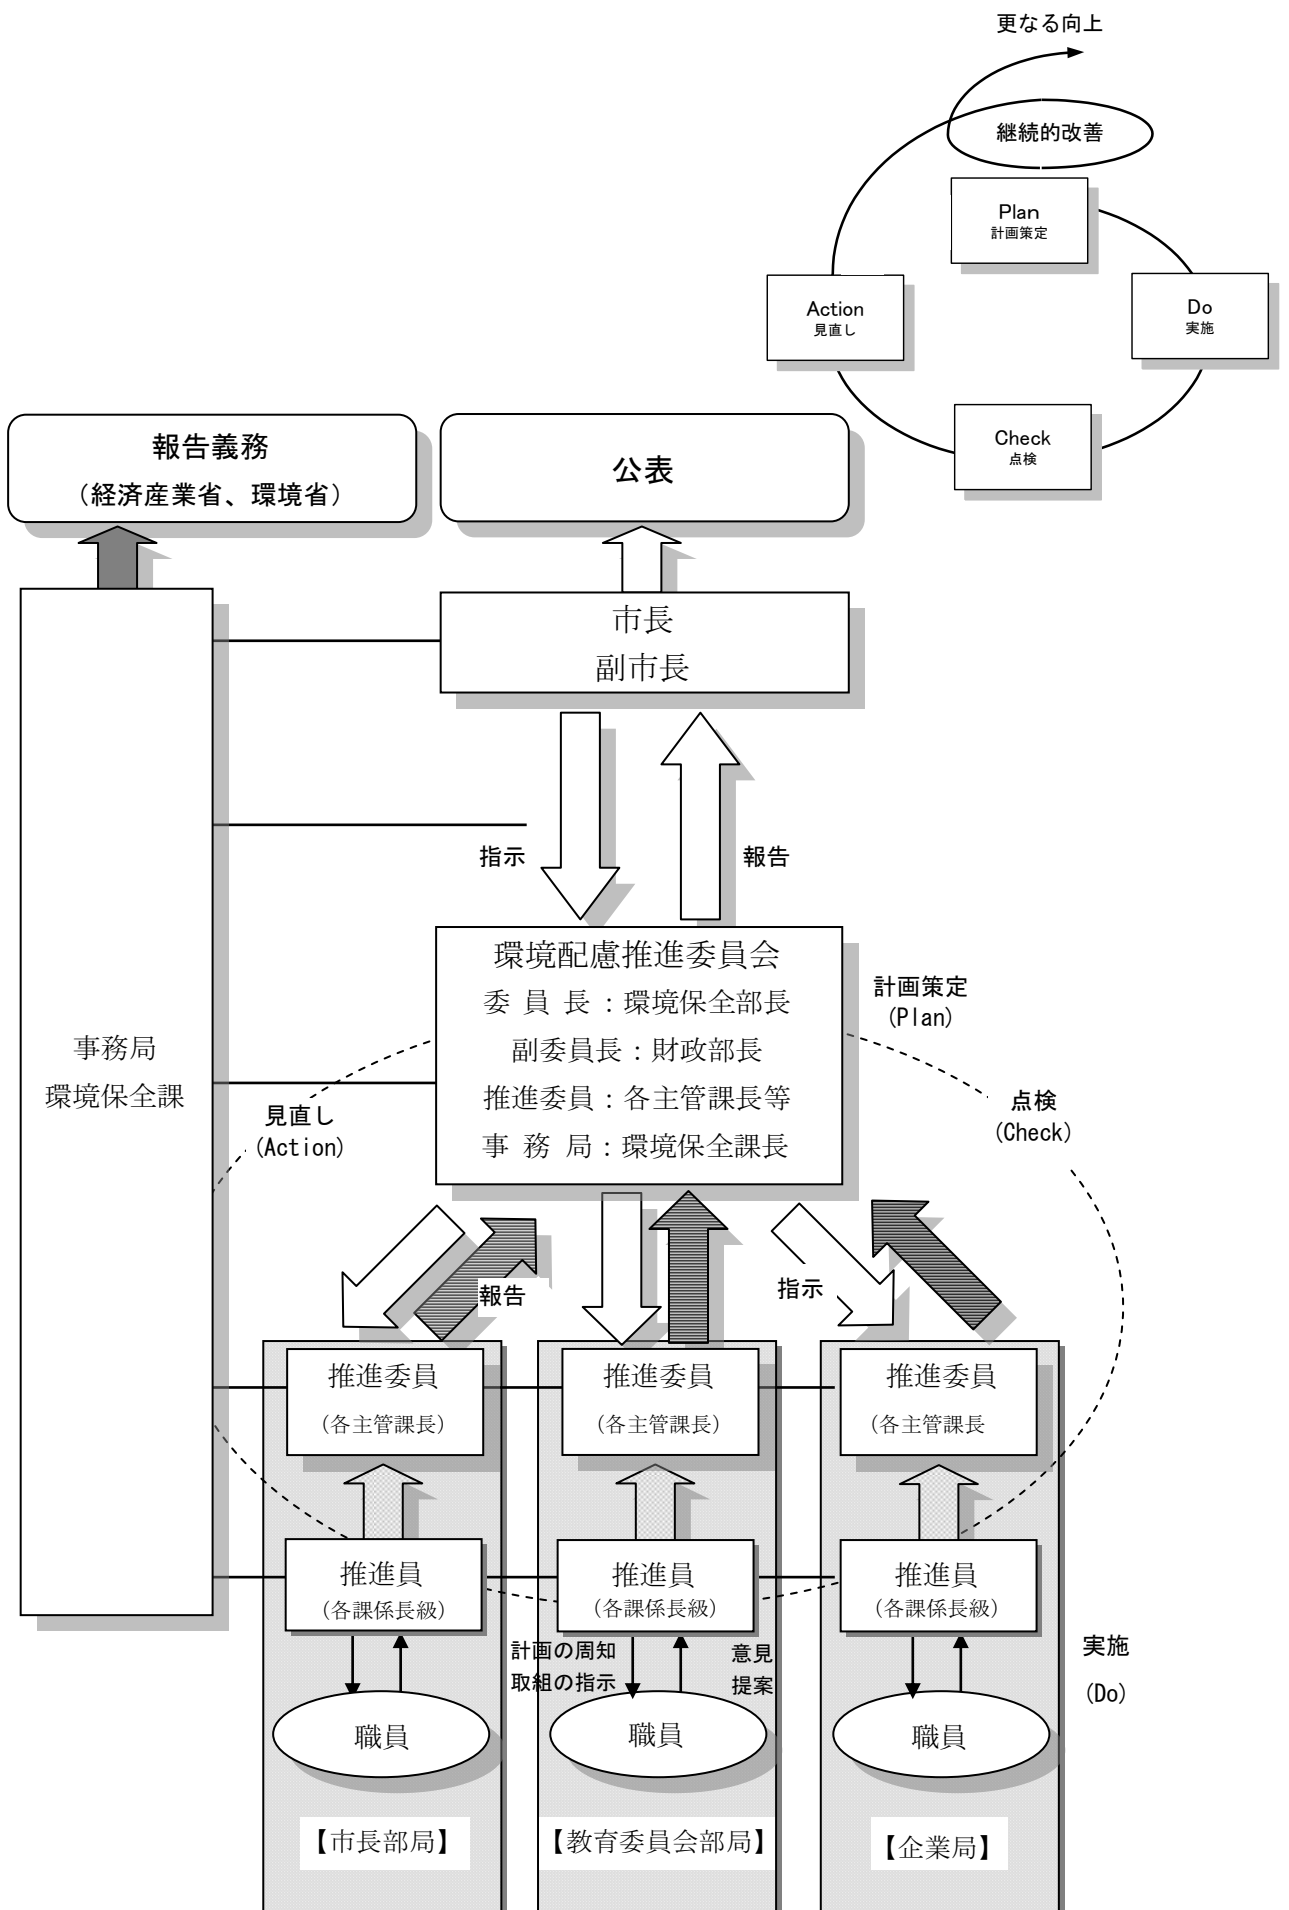 更なる向上
継続的改善
Plan
計画策定
Action
見直し
Do
実施
Check
点検
報告義務
（経済産業省、環境省）
公表
市長
副市長
指示
報告
事務局
環境保全課
環境配慮推進委員会
委 員 長：環境保全部長
副委員長：財政部長
推進委員：各主管課長等
事 務 局：環境保全課長
計画策定
(Plan)
見直し
(Action)
点検
(Check)
報告
指示
推進委員
（各主管課長）
推進委員
（各主管課長）
推進委員
（各主管課長
推進員
（各課係長級）
推進員
（各課係長級）
推進員
（各課係長級）
計画の周知
取組の指示
意見
提案
実施
(Do)
職員
職員
職員
【市長部局】
【教育委員会部局】
【企業局】